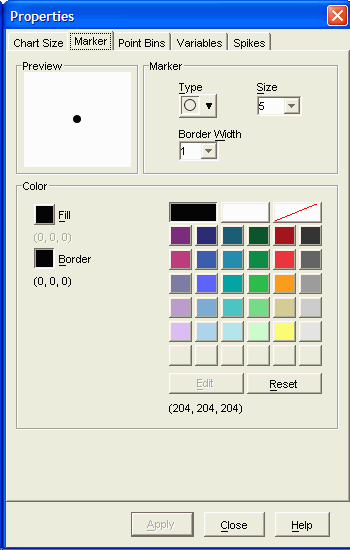 Properties
Chart Size Marker Point Bins Variables Spikes
Preview Marker
Type Size
5
Border Width
1
Color
Fill
(0, 0, 0)
Border
(0, 0, 0)
Edit Reset
(204, 204, 204)
Apply Close Help